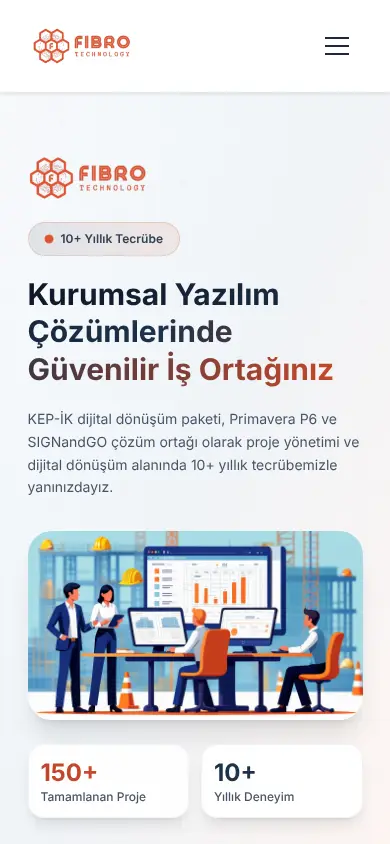 FIBRO
TECHNOLOGY
FIBRO
TECHNOLOGY
10+ Yıllık Tecrübe
Kurumsal Yazılım
Çözümlerinde
Güvenilir İş Ortağınız
KEP-İK dijital dönüşüm paketi, Primavera P6 ve
SIGNandGO çözüm ortağı olarak proje yönetimi ve
dijital dönüşüm alanında 10+ yıllık tecrübemizle
yanınızdayız.
150+
Tamamlanan Proje
10+
Yıllık Deneyim